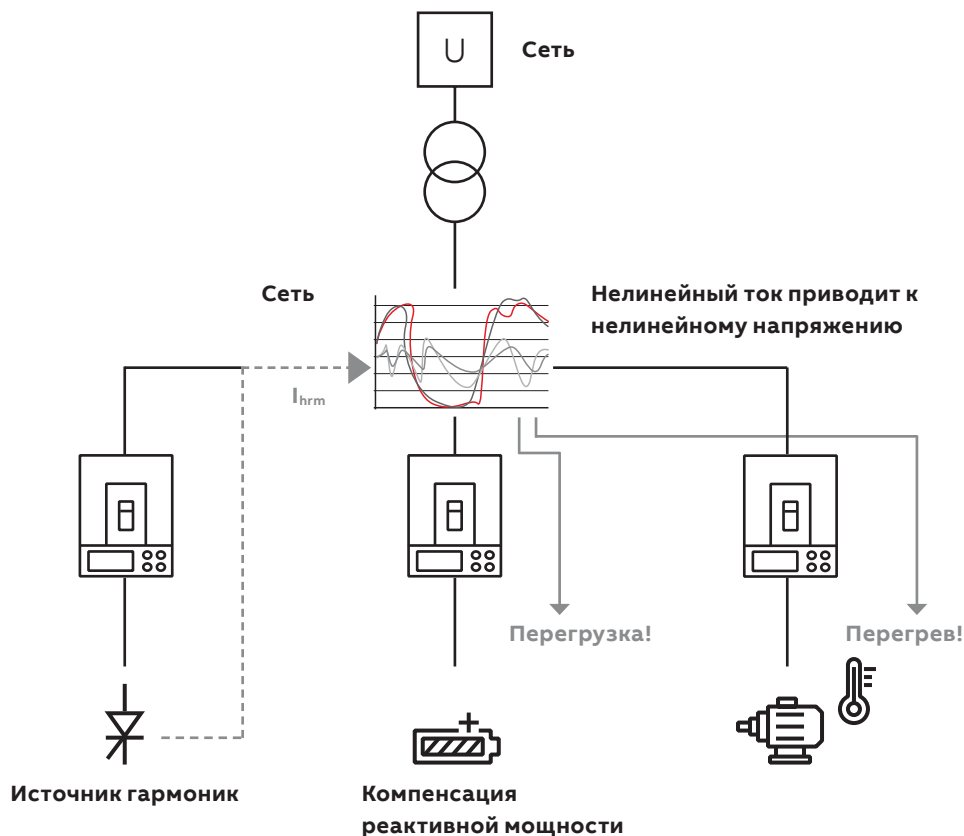 U
Сеть
Сеть
Нелинейный ток приводит к
нелинейному напряжению
Ihrm
Перегрузка!
Перегрев!
Источник гармоник
Компенсация
реактивной мощности